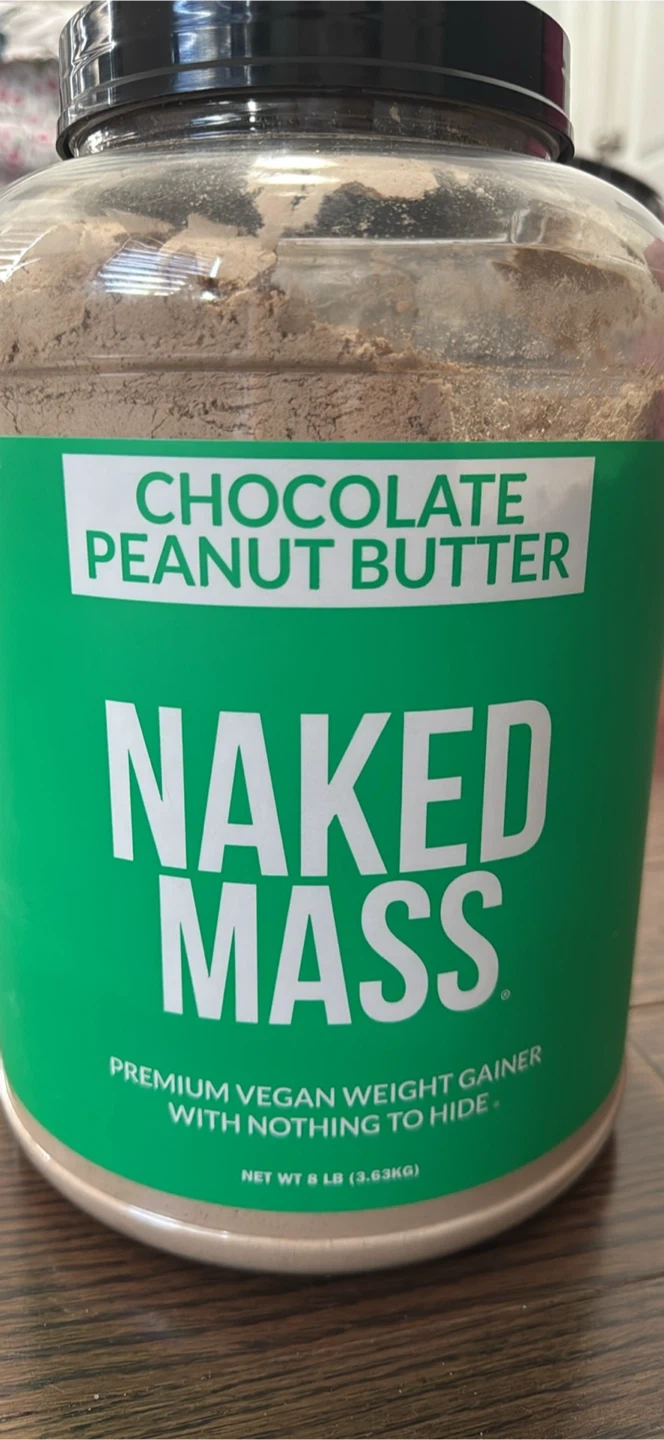 CHOCOLATE
PEANUT BUTTER
NAKED
MASS®
PREMIUM VEGAN WEIGHT GAINER
WITH NOTHING TO HIDE
NET WT 8 LB (3.63KG)